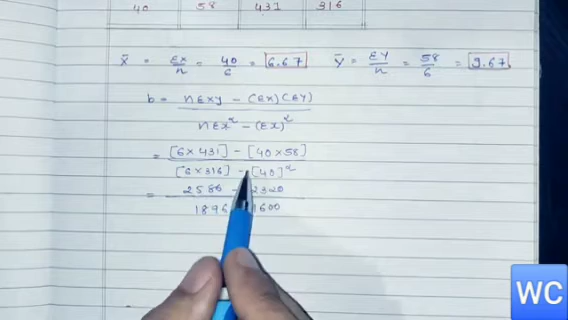 40 58 431 316
x̄ = Σx/n = 40/6 = 6.67 ȳ = ΣY/n = 58/6 = 9.67
b = nΣxy - (Σx)(ΣY)
nΣx² - (Σx)²
= [6 × 431] - [40 × 58]
[6 × 316] - [40]²
= 2586 - 2320
1896 1600
WC